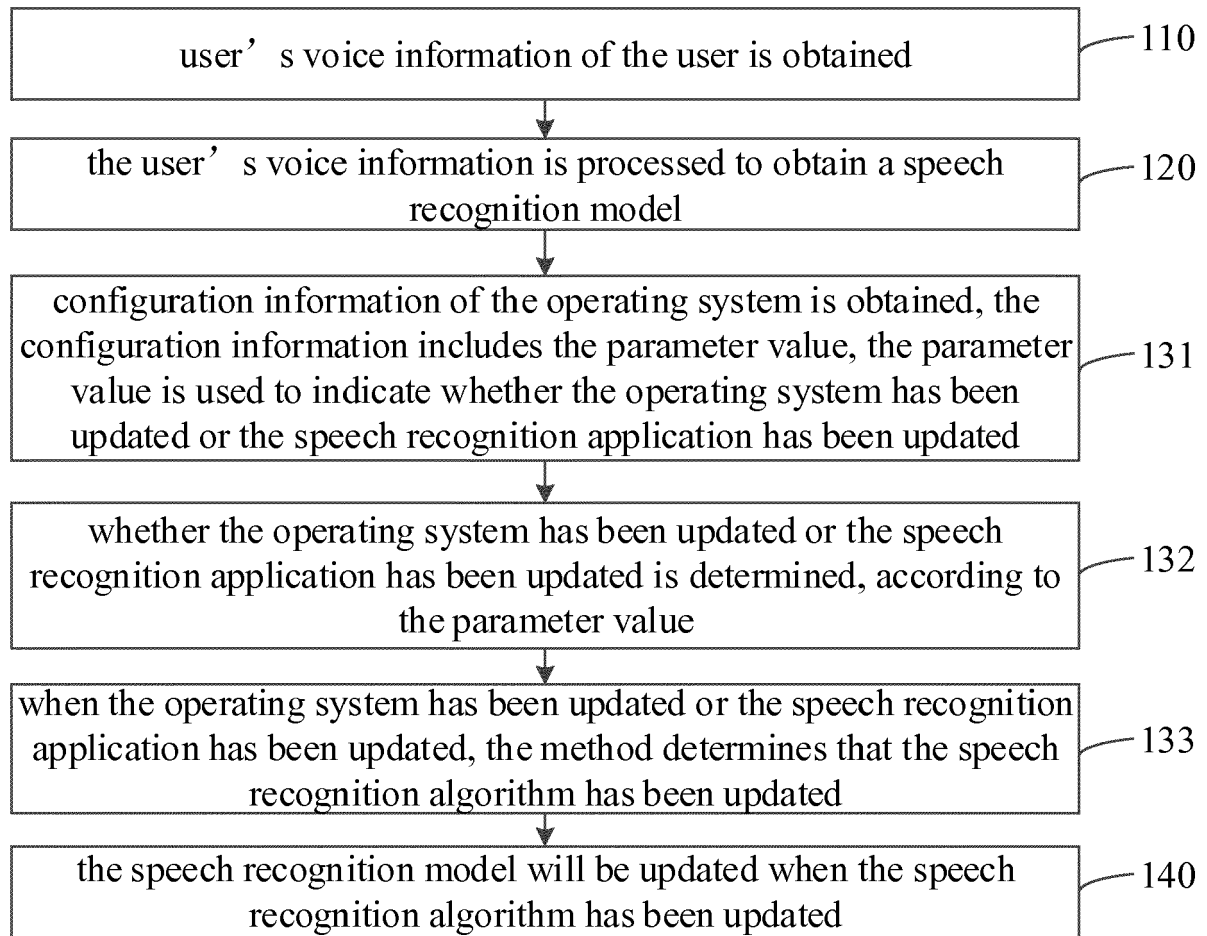 user’s voice information of the user is obtained
110
the user’s voice information is processed to obtain a speech
recognition model
120
configuration information of the operating system is obtained, the
configuration information includes the parameter value, the parameter
value is used to indicate whether the operating system has been
updated or the speech recognition application has been updated
131
whether the operating system has been updated or the speech
recognition application has been updated is determined, according to
the parameter value
132
when the operating system has been updated or the speech recognition
application has been updated, the method determines that the speech
recognition algorithm has been updated
133
the speech recognition model will be updated when the speech
recognition algorithm has been updated
140